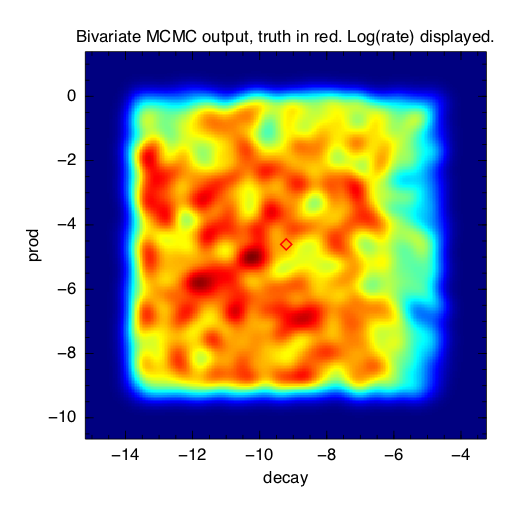 Bivariate MCMC output, truth in red. Log(rate) displayed.
0
−2
−4
−6
−8
−10
prod
−14 −12 −10 −8 −6 −4
decay